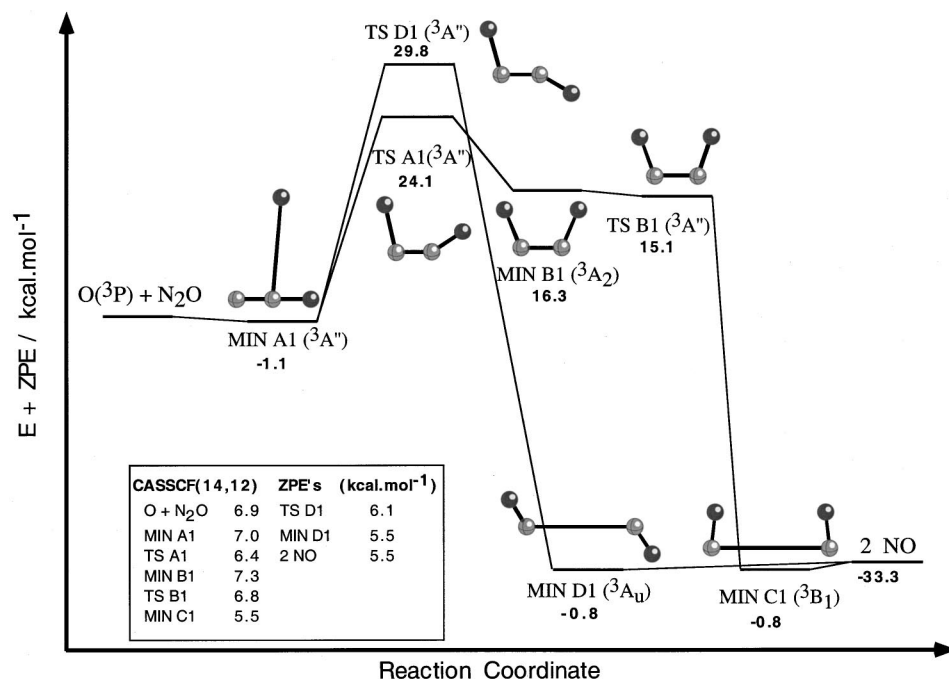 TS D1 (³A")
29.8
TS A1(³A")
24.1
TS B1 (³A")
15.1
MIN B1 (³A₂)
16.3
O(³P) + N₂O
MIN A1 (³A")
-1.1
E + ZPE / kcal.mol⁻¹
CASSCF(14,12) ZPE's (kcal.mol⁻¹)
O + N₂O 6.9 TS D1 6.1
MIN A1 7.0 MIN D1 5.5
TS A1 6.4 2 NO 5.5
MIN B1 7.3
TS B1 6.8
MIN C1 5.5
2 NO
-33.3
MIN D1 (³Aᵤ)
-0.8
MIN C1 (³B₁)
-0.8
Reaction Coordinate